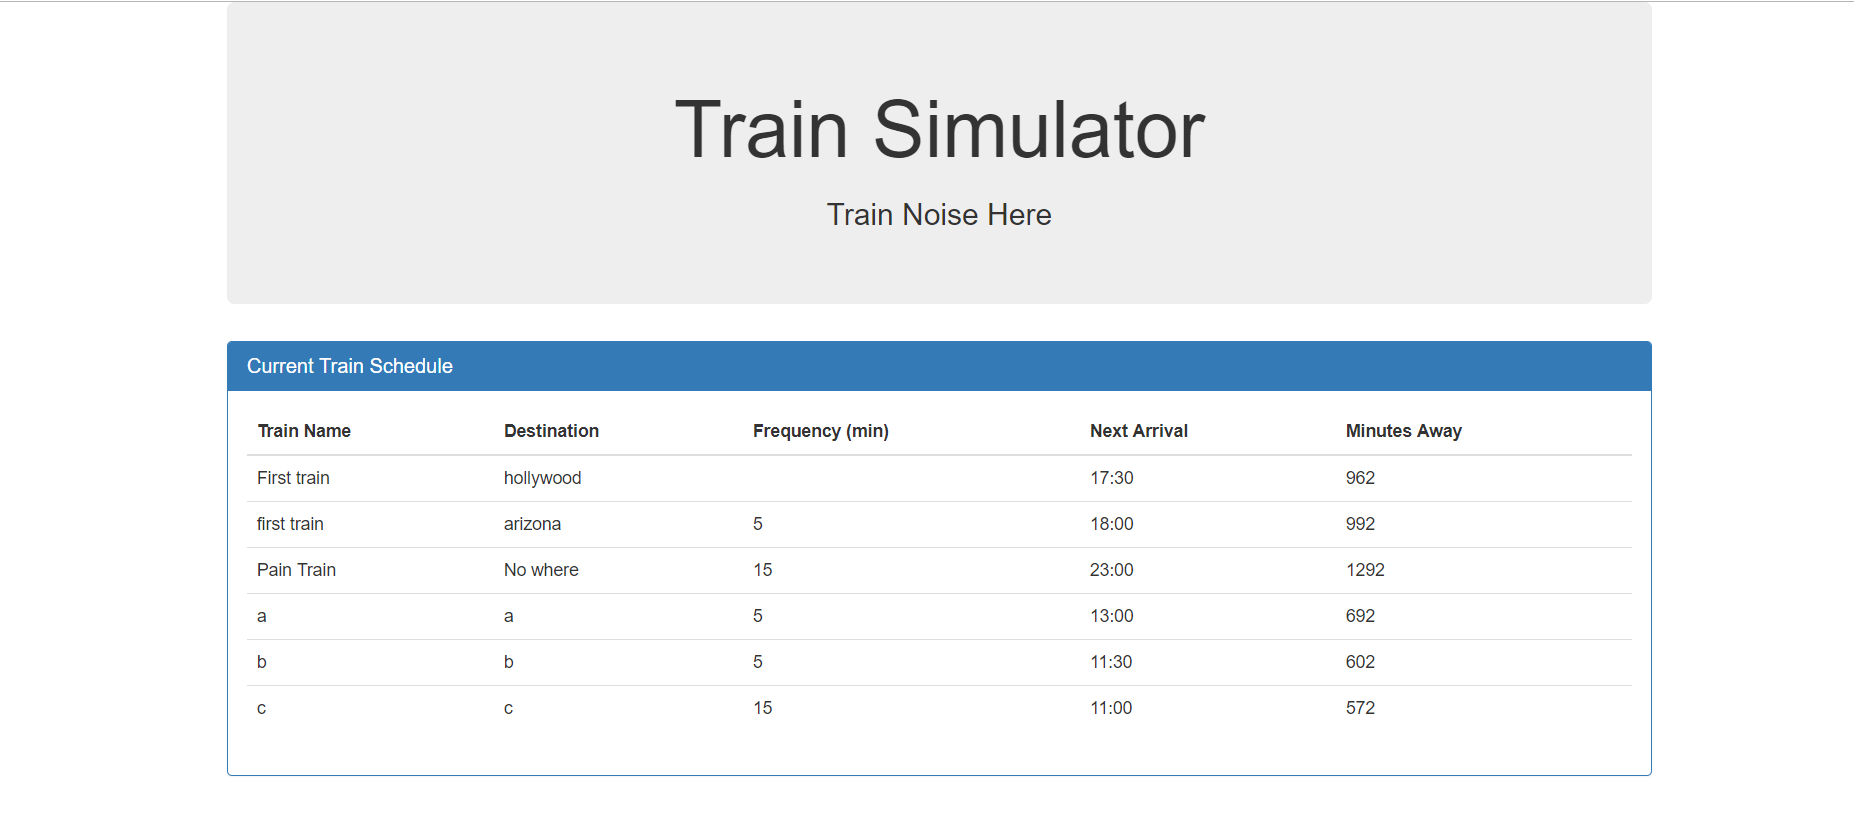 Train Simulator
Train Noise Here
Current Train Schedule
Train Name Destination Frequency (min) Next Arrival Minutes Away
First train hollywood 17:30 962
first train arizona 5 18:00 992
Pain Train No where 15 23:00 1292
a a 5 13:00 692
b b 5 11:30 602
c c 15 11:00 572